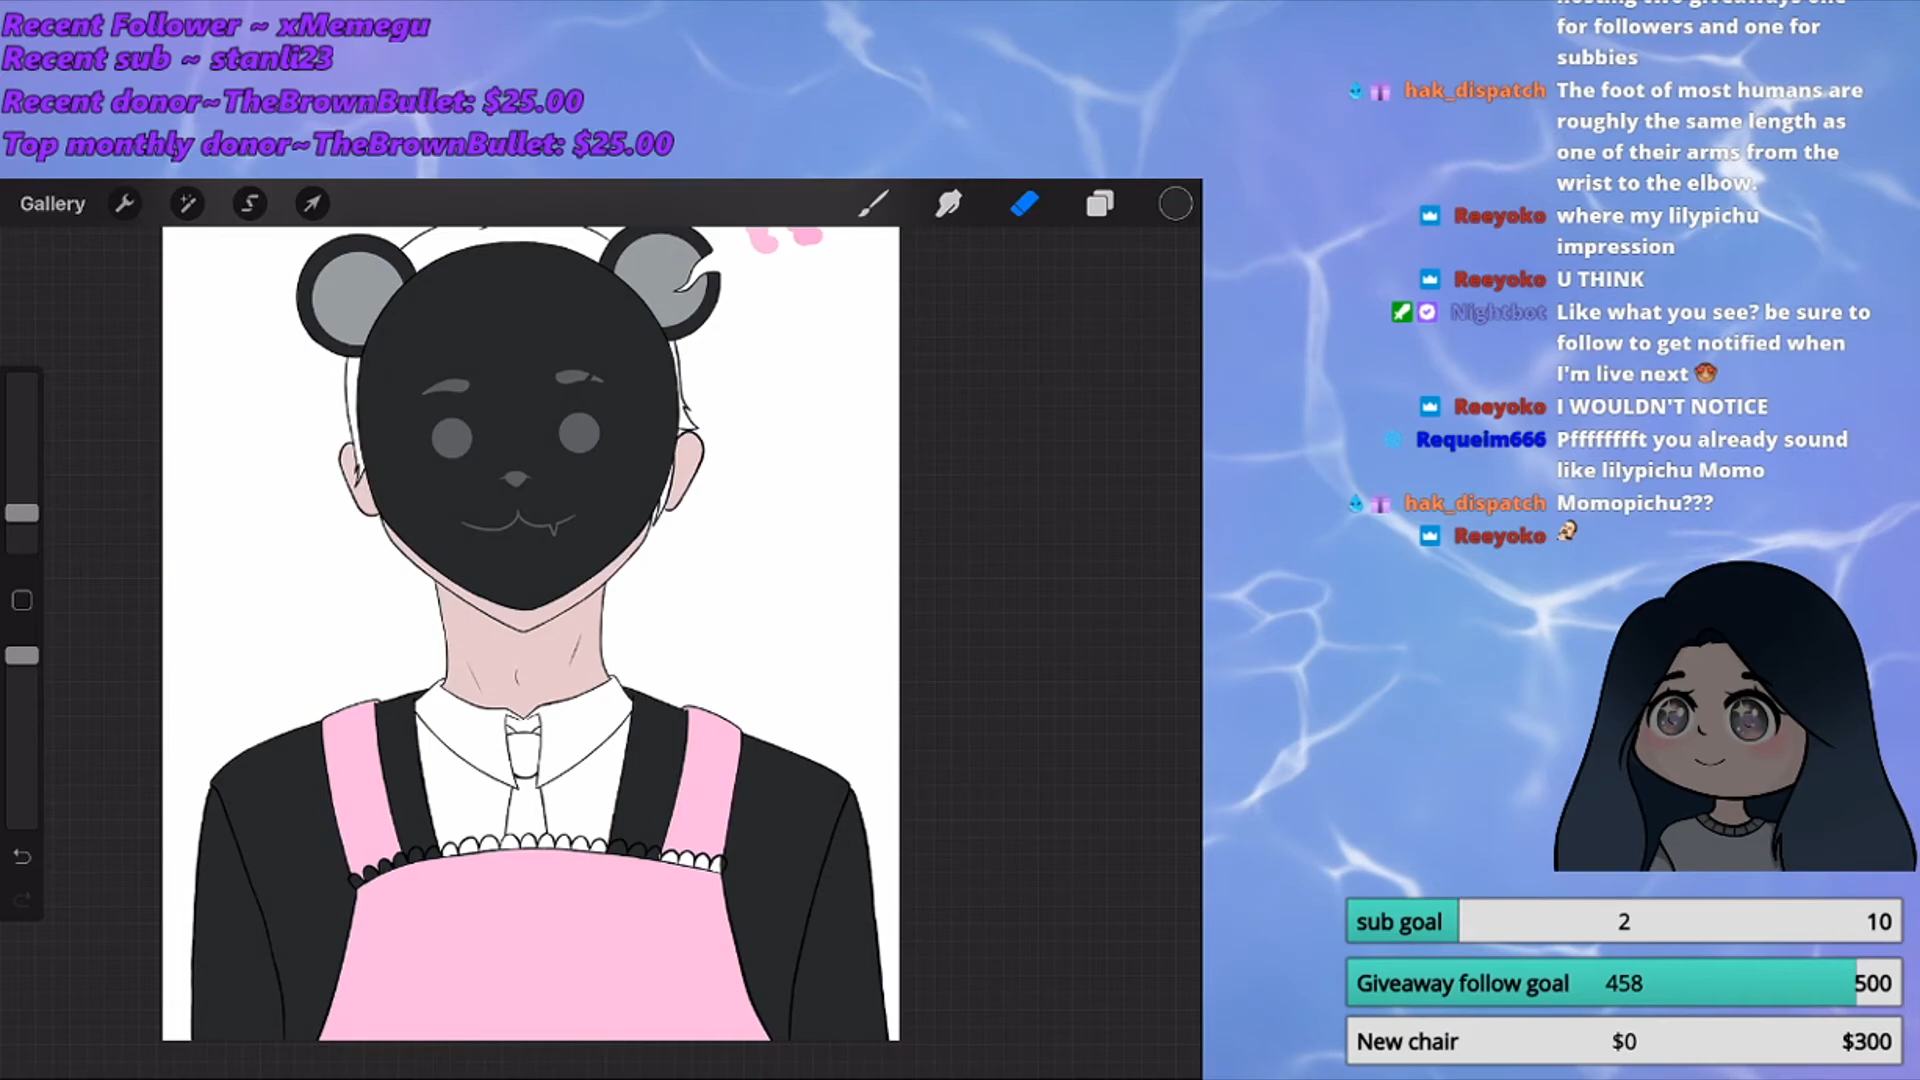 Recent Follower ~ xMemegu
Recent sub ~ stanli23
Recent donor~TheBrownBullet: $25.00
Top monthly donor~TheBrownBullet: $25.00
Gallery
hosting two giveaways one
for followers and one for
subbies
hak_dispatch The foot of most humans are
roughly the same length as
one of their arms from the
wrist to the elbow.
Reeyoko where my lilypichu
impression
Reeyoko U THINK
Nightbot Like what you see? be sure to
follow to get notified when
I'm live next
Reeyoko I WOULDN'T NOTICE
Requeim666 Pffffffft you already sound
like lilypichu Momo
hak_dispatch Momopichu???
Reeyoko
sub goal 2 10
Giveaway follow goal 458 500
New chair $0 $300